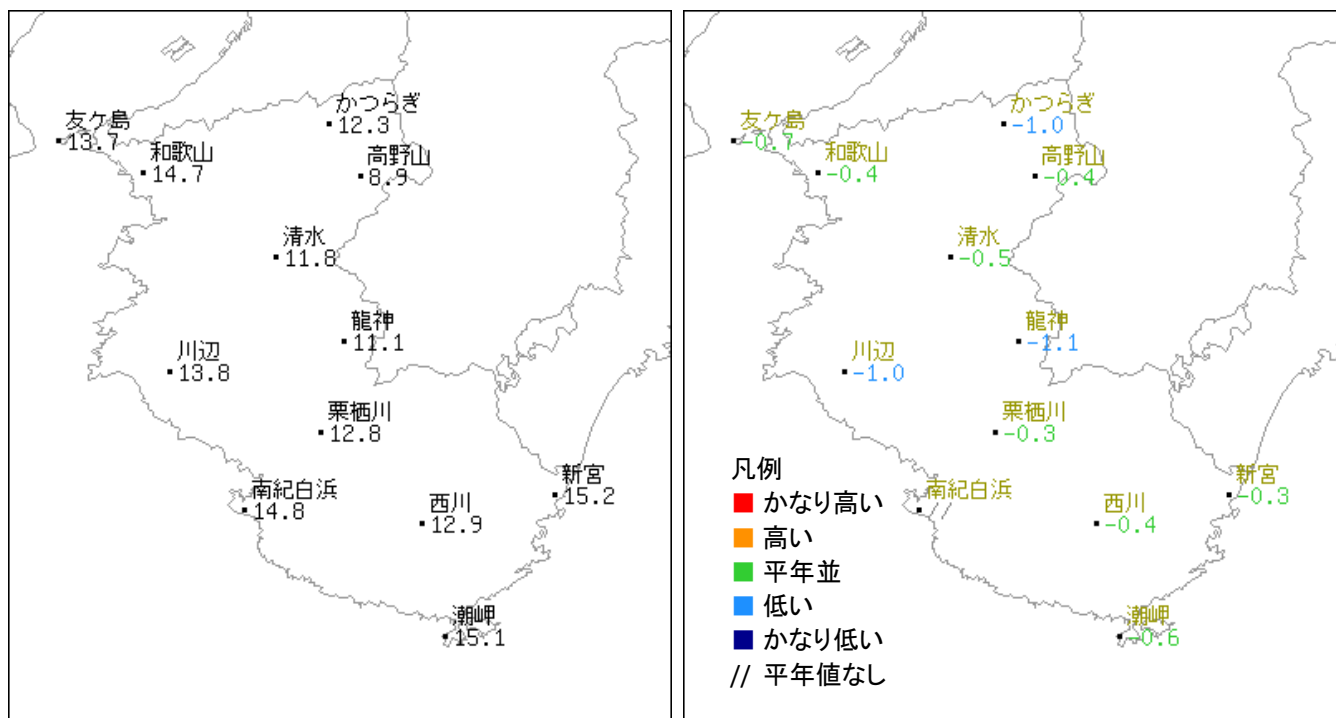 かつらぎ
12.3
友ケ島
13.7
和歌山
14.7
高野山
8.9
清水
11.8
龍神
11.1
川辺
13.8
栗栖川
12.8
南紀白浜
14.8
西川
12.9
新宮
15.2
潮岬
15.1
かつらぎ
-1.0
友ケ島
-0.7
和歌山
-0.4
高野山
-0.4
清水
-0.5
龍神
-1.1
川辺
-1.0
栗栖川
-0.3
南紀白浜
//
西川
-0.4
新宮
-0.3
潮岬
-0.6
凡例
かなり高い
高い
平年並
低い
かなり低い
// 平年値なし